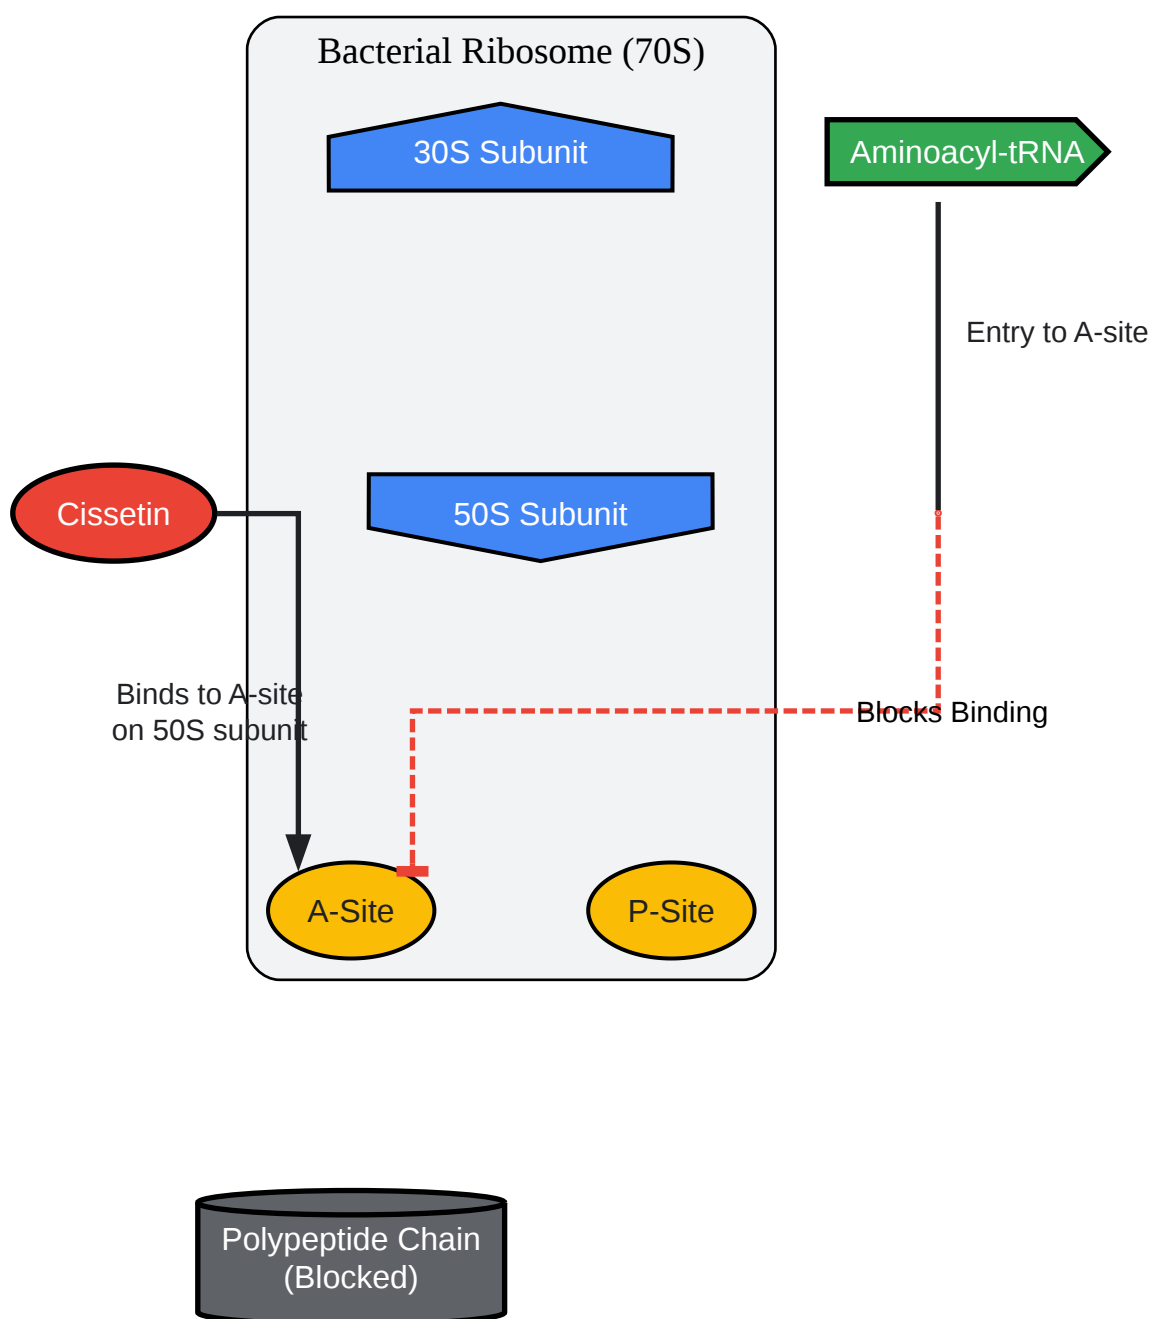 Bacterial Ribosome (70S)
30S Subunit
Aminoacyl-tRNA
Entry to A-site
Cissetin
50S Subunit
Binds to A-site
on 50S subunit
Blocks Binding
A-Site
P-Site
Polypeptide Chain
(Blocked)